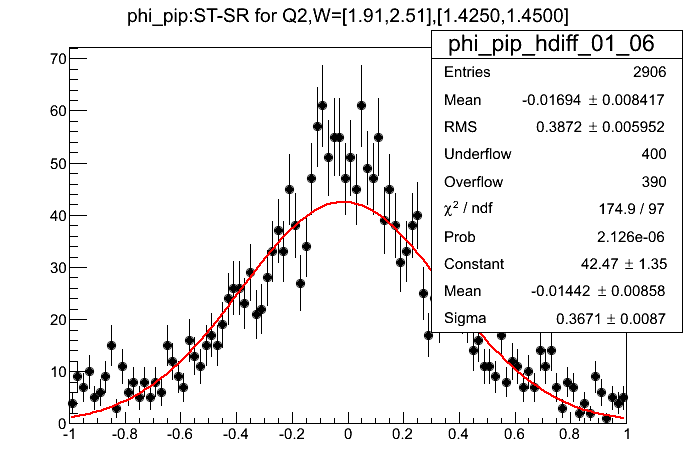 phi_pip:ST-SR for Q2,W=[1.91,2.51],[1.4250,1.4500]
phi_pip_hdiff_01_06
Entries 2906
Mean -0.01694 ± 0.008417
RMS 0.3872 ± 0.005952
Underflow 400
Overflow 390
χ² / ndf 174.9 / 97
Prob 2.126e-06
Constant 42.47 ± 1.35
Mean -0.01442 ± 0.00858
Sigma 0.3671 ± 0.0087
70
60
50
40
30
20
10
0
-1 -0.8 -0.6 -0.4 -0.2 0 0.2 0.4 0.6 0.8 1